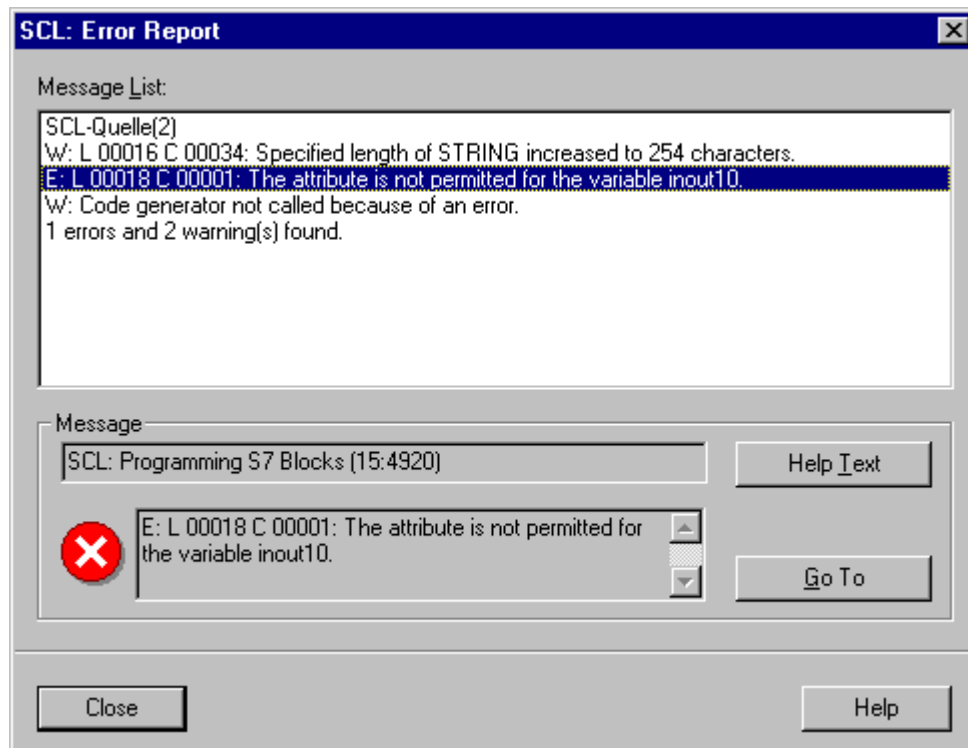 SCL: Error Report
Message List:
SCL-Quelle(2)
W: L 00016 C 00034: Specified length of STRING increased to 254 characters.
E: L 00018 C 00001: The attribute is not permitted for the variable inout10.
W: Code generator not called because of an error.
1 errors and 2 warning(s) found.
Message
SCL: Programming S7 Blocks (15:4920)
Help Text
E: L 00018 C 00001: The attribute is not permitted for
the variable inout10.
Go To
Close
Help